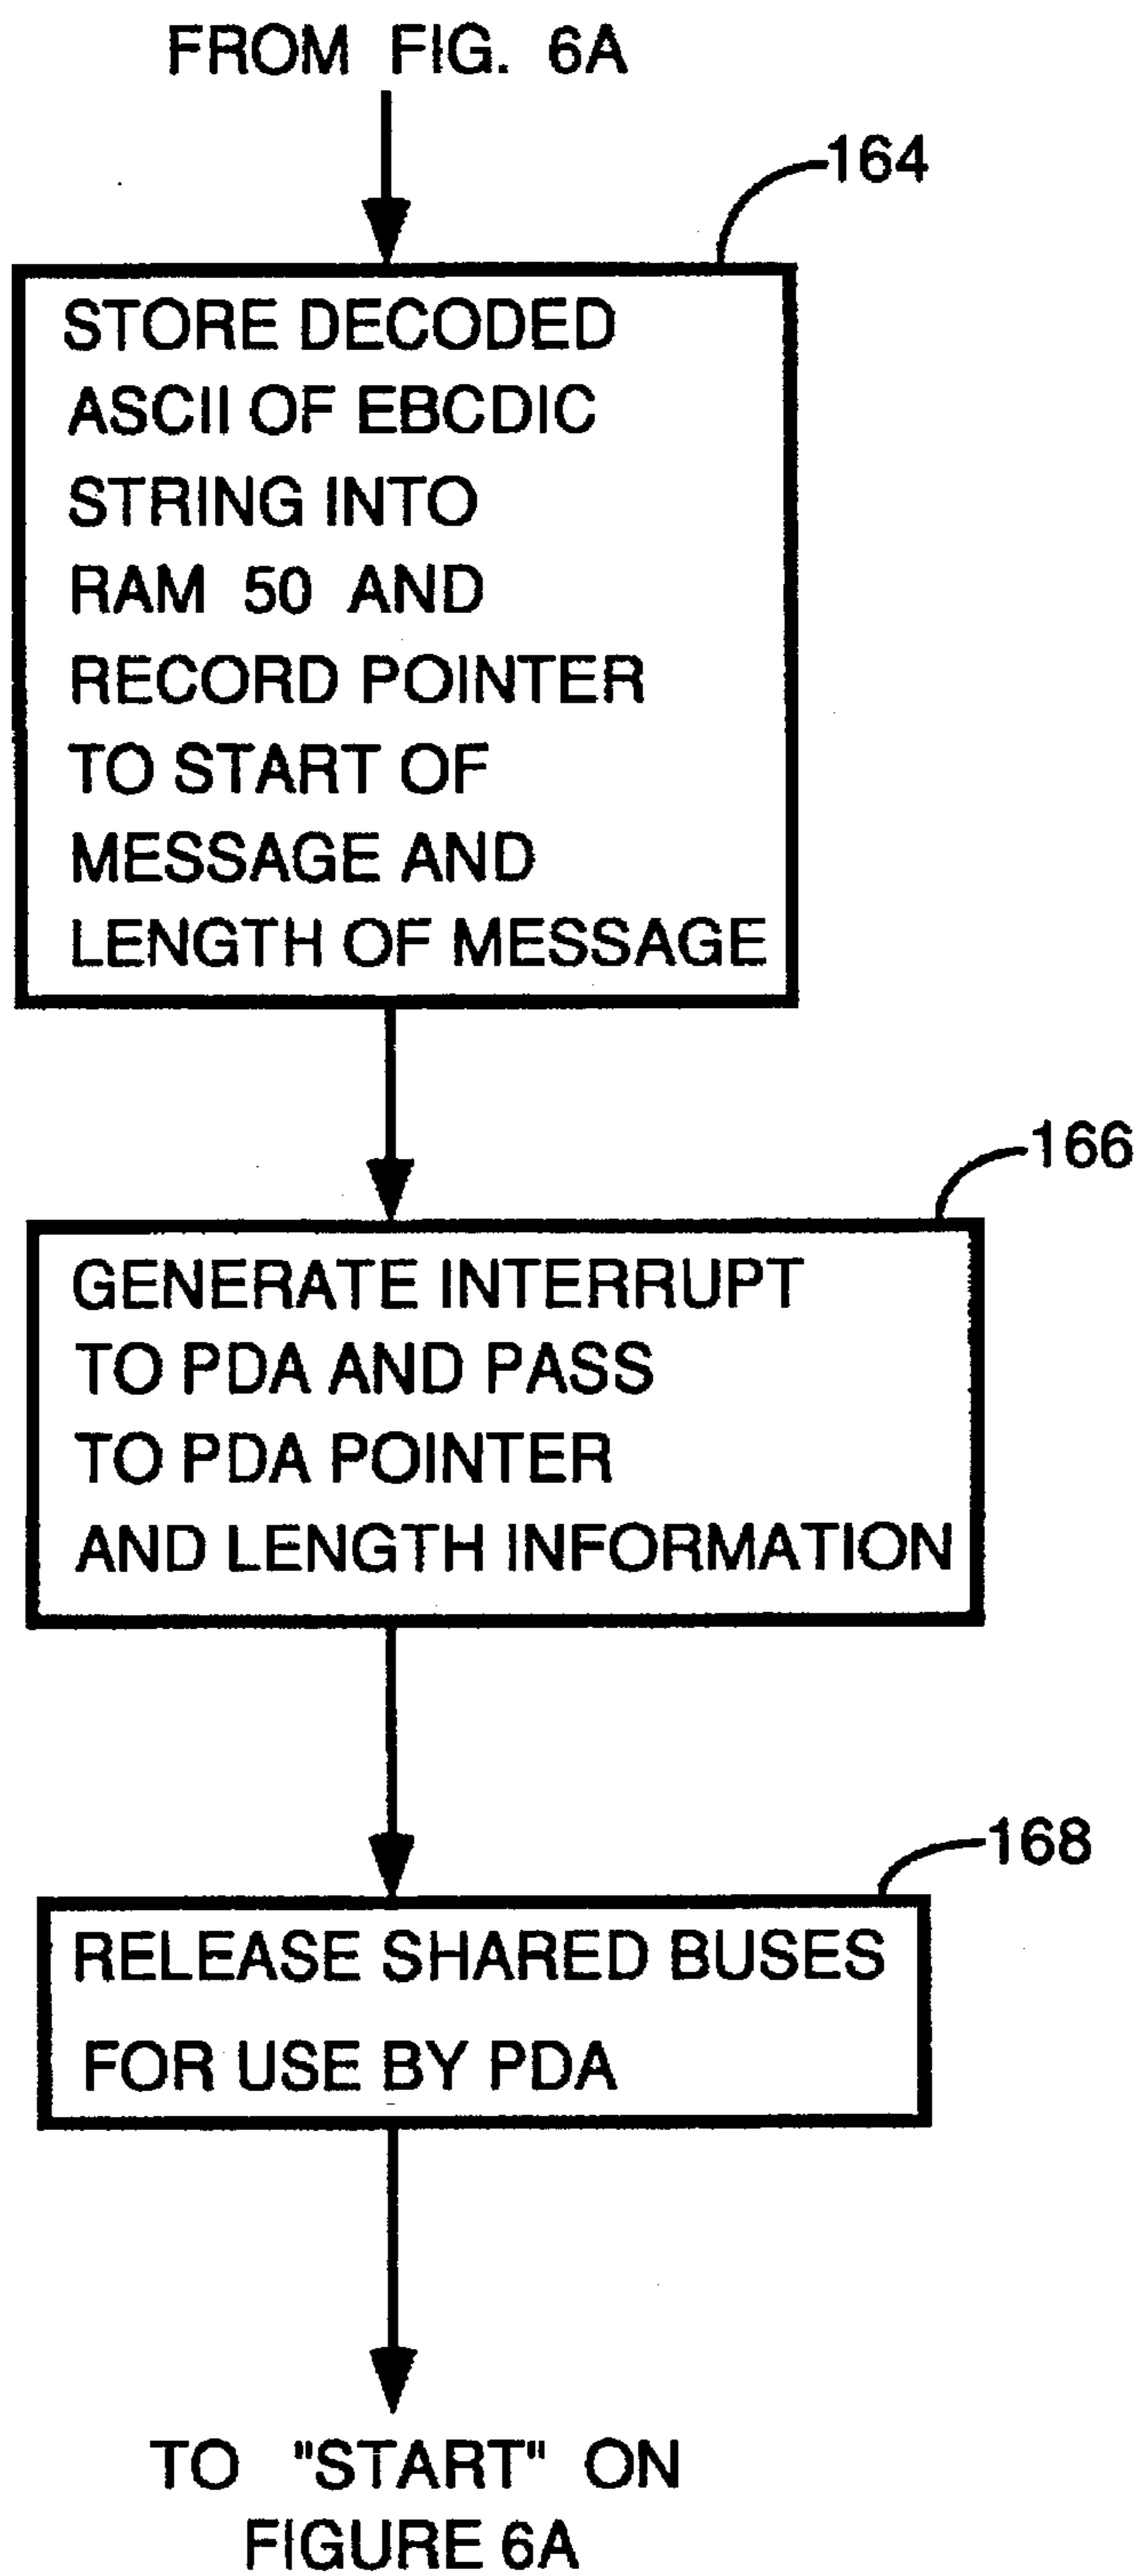 FROM FIG. 6A
164
STORE DECODED
ASCII OF EBCDIC
STRING INTO
RAM 50 AND
RECORD POINTER
TO START OF
MESSAGE AND
LENGTH OF MESSAGE
166
GENERATE INTERRUPT
TO PDA AND PASS
TO PDA POINTER
AND LENGTH INFORMATION
168
RELEASE SHARED BUSES
FOR USE BY PDA
TO "START" ON
FIGURE 6A